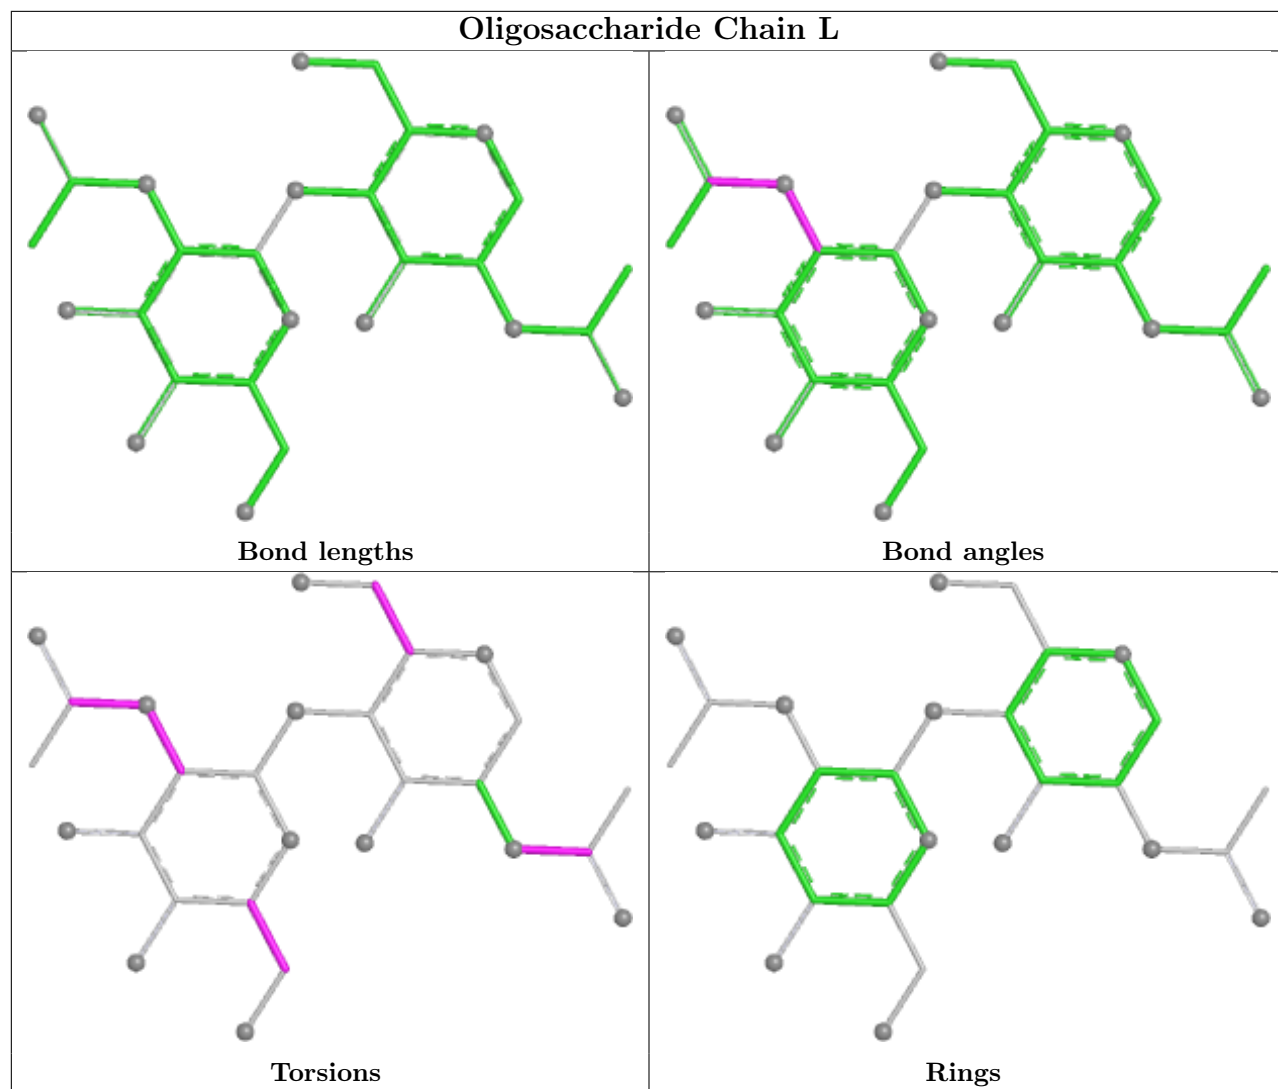 Oligosaccharide Chain L
Bond lengths
Bond angles
Torsions
Rings